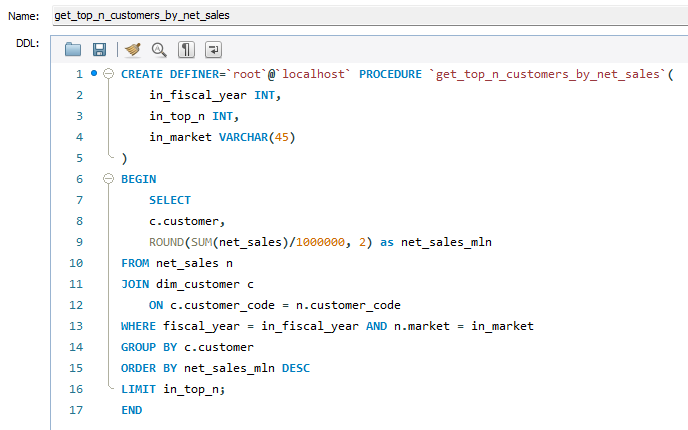 Name: get_top_n_customers_by_net_sales
DDL:
1 CREATE DEFINER=`root`@`localhost` PROCEDURE `get_top_n_customers_by_net_sales`(
2 in_fiscal_year INT,
3 in_top_n INT,
4 in_market VARCHAR(45)
5 )
6 BEGIN
7 SELECT
8 c.customer,
9 ROUND(SUM(net_sales)/1000000, 2) as net_sales_mln
10 FROM net_sales n
11 JOIN dim_customer c
12 ON c.customer_code = n.customer_code
13 WHERE fiscal_year = in_fiscal_year AND n.market = in_market
14 GROUP BY c.customer
15 ORDER BY net_sales_mln DESC
16 LIMIT in_top_n;
17 END